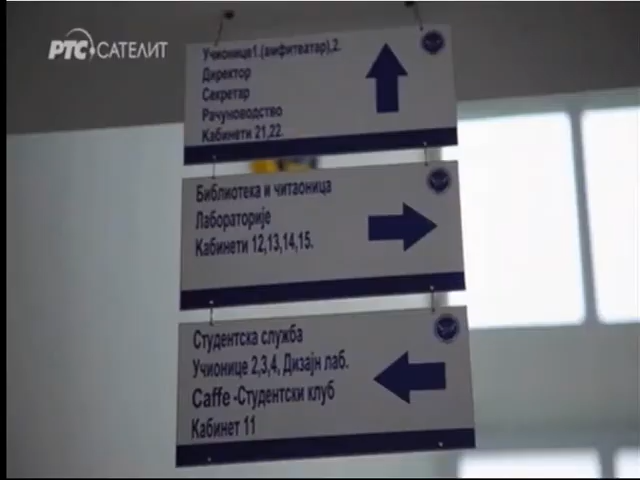 РТС САТЕЛИТ
Учионице1.(амфитеатар),2.
Директор
Секретар
Рачуноводство
Кабинети 21,22.
Библиотека и читаоница
Лабораторије
Кабинети 12,13,14,15.
Студентска служба
Учионице 2,3,4, Дизајн лаб.
Caffe -Студентски клуб
Кабинет 11